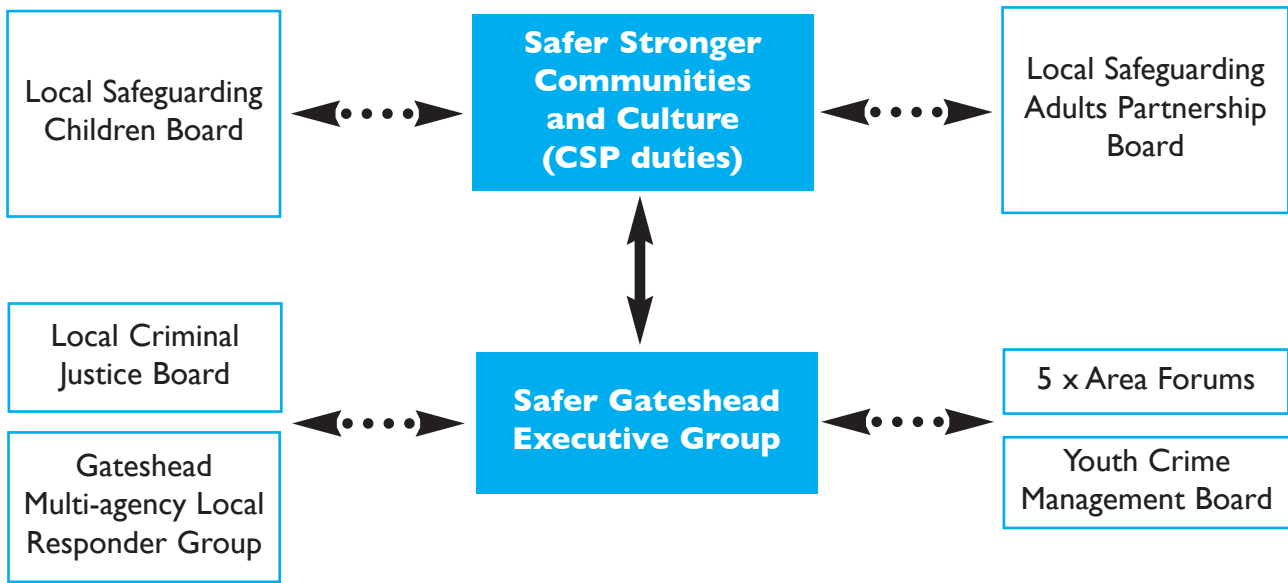 Local Safeguarding
Children Board
Safer Stronger
Communities
and Culture
(CSP duties)
Local Safeguarding
Adults Partnership
Board
Local Criminal
Justice Board
Gateshead
Multi-agency Local
Responder Group
Safer Gateshead
Executive Group
5 x Area Forums
Youth Crime
Management Board